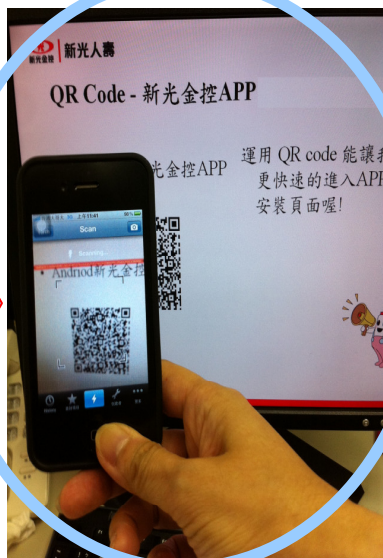 新光金控
新光人壽
QR Code - 新光金控APP
光金控APP
運用 QR code 能讓我
更快速的進入APP
安裝頁面喔!
上午11:41
Scan
Scanning...
• Andriod新光金控